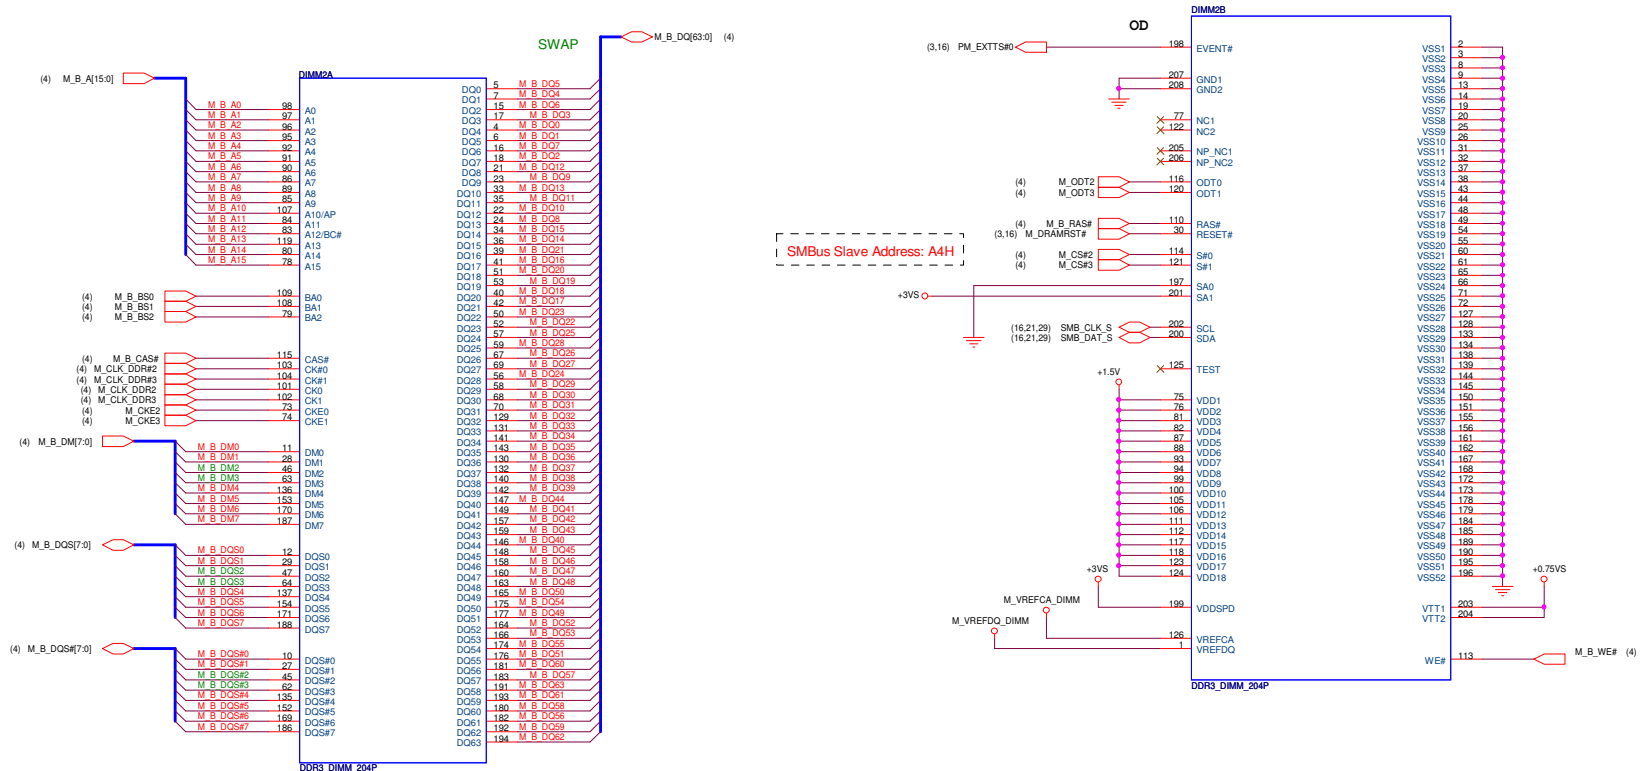 SWAP
M_B_DQ[63:0] (4)
DIMM2A
(4) M_B_A[15:0]
M_B_A0 98 A0
M_B_A1 97 A1
M_B_A2 96 A2
M_B_A3 95 A3
M_B_A4 92 A4
M_B_A5 91 A5
M_B_A6 90 A6
M_B_A7 86 A7
M_B_A8 89 A8
M_B_A9 85 A9
M_B_A10 107 A10/AP
M_B_A11 84 A11
M_B_A12 83 A12/BC#
M_B_A13 119 A13
M_B_A14 80 A14
M_B_A15 78 A15
(4) M_B_BS0 109 BA0
(4) M_B_BS1 108 BA1
(4) M_B_BS2 79 BA2
(4) M_B_CAS# 115 CAS#
(4) M_CLK_DDR#2 103 CK#0
(4) M_CLK_DDR#3 104 CK#1
(4) M_CLK_DDR2 101 CK0
(4) M_CLK_DDR3 102 CK1
(4) M_CKE2 73 CKE0
(4) M_CKE3 74 CKE1
(4) M_B_DM[7:0]
M_B_DM0 11 DM0
M_B_DM1 28 DM1
M_B_DM2 46 DM2
M_B_DM3 63 DM3
M_B_DM4 136 DM4
M_B_DM5 153 DM5
M_B_DM6 170 DM6
M_B_DM7 187 DM7
(4) M_B_DQS[7:0]
M_B_DQS0 12 DQS0
M_B_DQS1 29 DQS1
M_B_DQS2 47 DQS2
M_B_DQS3 64 DQS3
M_B_DQS4 137 DQS4
M_B_DQS5 154 DQS5
M_B_DQS6 171 DQS6
M_B_DQS7 188 DQS7
(4) M_B_DQS#[7:0]
M_B_DQS#0 10 DQS#0
M_B_DQS#1 27 DQS#1
M_B_DQS#2 45 DQS#2
M_B_DQS#3 62 DQS#3
M_B_DQS#4 135 DQS#4
M_B_DQS#5 152 DQS#5
M_B_DQS#6 169 DQS#6
M_B_DQS#7 186 DQS#7
DQ0 5 M_B_DQ5
DQ1 7 M_B_DQ4
DQ2 15 M_B_DQ6
DQ3 17 M_B_DQ3
DQ4 4 M_B_DQ0
DQ5 6 M_B_DQ1
DQ6 16 M_B_DQ7
DQ7 18 M_B_DQ2
DQ8 21 M_B_DQ12
DQ9 23 M_B_DQ9
DQ10 33 M_B_DQ13
DQ11 35 M_B_DQ11
DQ12 22 M_B_DQ10
DQ13 24 M_B_DQ8
DQ14 34 M_B_DQ15
DQ15 36 M_B_DQ14
DQ16 39 M_B_DQ21
DQ17 41 M_B_DQ16
DQ18 51 M_B_DQ20
DQ19 53 M_B_DQ19
DQ20 40 M_B_DQ18
DQ21 42 M_B_DQ17
DQ22 50 M_B_DQ23
DQ23 52 M_B_DQ22
DQ24 57 M_B_DQ25
DQ25 59 M_B_DQ28
DQ26 67 M_B_DQ26
DQ27 69 M_B_DQ27
DQ28 56 M_B_DQ24
DQ29 58 M_B_DQ29
DQ30 68 M_B_DQ30
DQ31 70 M_B_DQ31
DQ32 129 M_B_DQ32
DQ33 131 M_B_DQ33
DQ34 141 M_B_DQ34
DQ35 143 M_B_DQ35
DQ36 130 M_B_DQ36
DQ37 132 M_B_DQ37
DQ38 140 M_B_DQ38
DQ39 142 M_B_DQ39
DQ40 147 M_B_DQ44
DQ41 149 M_B_DQ41
DQ42 157 M_B_DQ42
DQ43 159 M_B_DQ43
DQ44 146 M_B_DQ40
DQ45 148 M_B_DQ45
DQ46 158 M_B_DQ46
DQ47 160 M_B_DQ47
DQ48 163 M_B_DQ48
DQ49 165 M_B_DQ50
DQ50 175 M_B_DQ54
DQ51 177 M_B_DQ49
DQ52 164 M_B_DQ52
DQ53 166 M_B_DQ53
DQ54 174 M_B_DQ55
DQ55 176 M_B_DQ51
DQ56 181 M_B_DQ60
DQ57 183 M_B_DQ57
DQ58 191 M_B_DQ63
DQ59 193 M_B_DQ61
DQ60 180 M_B_DQ58
DQ61 182 M_B_DQ56
DQ62 192 M_B_DQ59
DQ63 194 M_B_DQ62
DDR3_DIMM_204P
SMBus Slave Address: A4H
DIMM2B
OD
(3,16) PM_EXTTS#0 198 EVENT#
207 GND1
208 GND2
77 NC1
122 NC2
205 NP_NC1
206 NP_NC2
(4) M_ODT2 116 ODT0
(4) M_ODT3 120 ODT1
(4) M_B_RAS# 110 RAS#
(3,16) M_DRAMRST# 30 RESET#
(4) M_CS#2 114 S#0
(4) M_CS#3 121 S#1
197 SA0
+3VS 201 SA1
(16,21,29) SMB_CLK_S 202 SCL
(16,21,29) SMB_DAT_S 200 SDA
125 TEST
+1.5V
75 VDD1
76 VDD2
81 VDD3
82 VDD4
87 VDD5
88 VDD6
93 VDD7
94 VDD8
99 VDD9
100 VDD10
105 VDD11
106 VDD12
111 VDD13
112 VDD14
117 VDD15
118 VDD16
123 VDD17
124 VDD18
+3VS
199 VDDSPD
M_VREFCA_DIMM
126 VREFCA
M_VREFDQ_DIMM
1 VREFDQ
VSS1 2
VSS2 3
VSS3 8
VSS4 9
VSS5 13
VSS6 14
VSS7 19
VSS8 20
VSS9 25
VSS10 26
VSS11 31
VSS12 32
VSS13 37
VSS14 38
VSS15 43
VSS16 44
VSS17 48
VSS18 49
VSS19 54
VSS20 55
VSS21 60
VSS22 61
VSS23 65
VSS24 66
VSS25 71
VSS26 72
VSS27 127
VSS28 128
VSS29 133
VSS30 134
VSS31 138
VSS32 139
VSS33 144
VSS34 145
VSS35 150
VSS36 151
VSS37 155
VSS38 156
VSS39 161
VSS40 162
VSS41 167
VSS42 168
VSS43 172
VSS44 173
VSS45 178
VSS46 179
VSS47 184
VSS48 185
VSS49 189
VSS50 190
VSS51 195
VSS52 196
+0.75VS
VTT1 203
VTT2 204
WE# 113 M_B_WE# (4)
DDR3_DIMM_204P